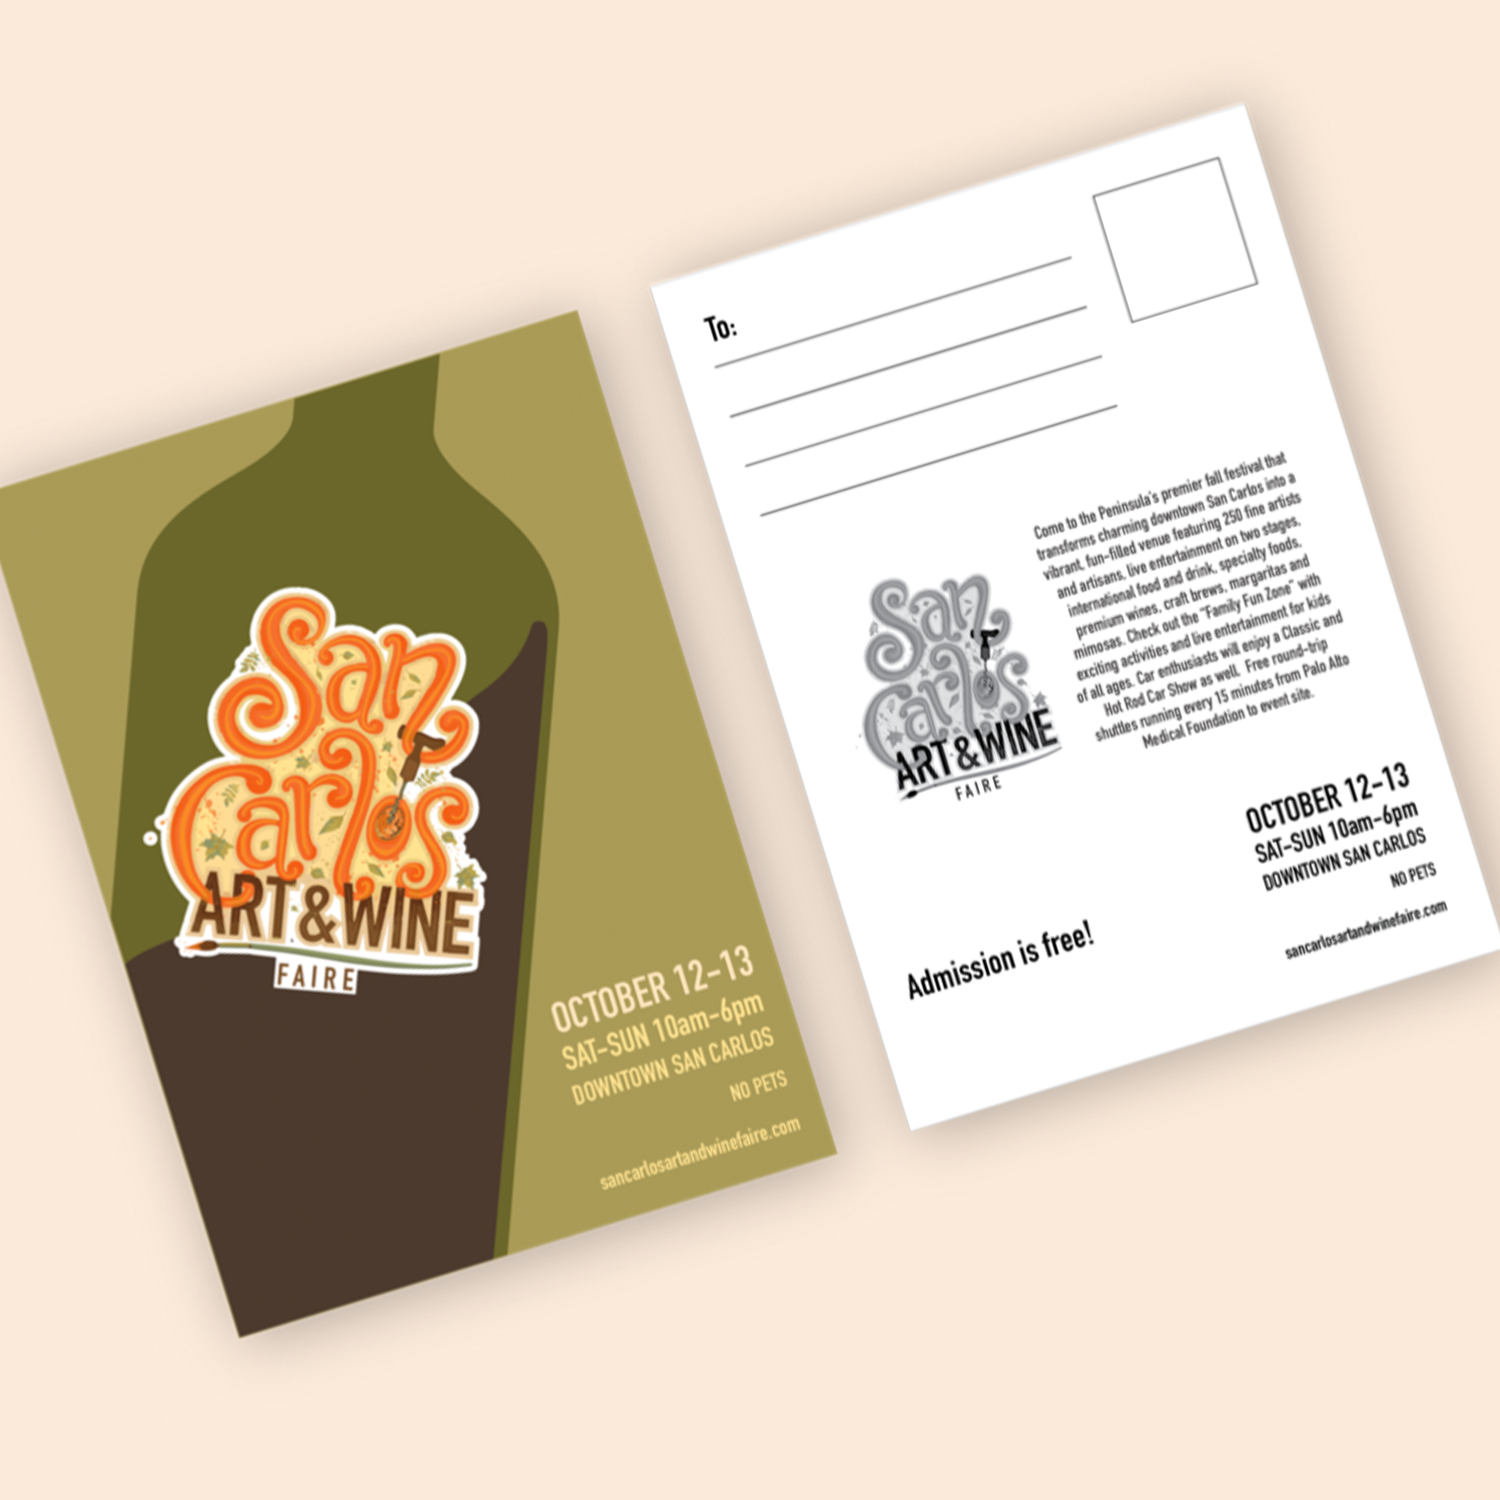 San
Carlos
ART & WINE
FAIRE
OCTOBER 12-13
SAT-SUN 10am-6pm
DOWNTOWN SAN CARLOS
NO PETS
sancarlosartandwinefaire.com
To:
San
Carlos
ART & WINE
FAIRE
Come to the Peninsula's premier fall festival that
transforms charming downtown San Carlos into a
vibrant, fun-filled venue featuring 250 fine artists
and artisans, live entertainment on two stages,
international food and drink, specialty foods,
premium wines, craft brews, margaritas and
mimosas. Check out the "Family Fun Zone" with
exciting activities and live entertainment for kids
of all ages. Car enthusiasts will enjoy a Classic and
Hot Rod Car Show as well. Free round-trip
shuttles running every 15 minutes from Palo Alto
Medical Foundation to event site.
OCTOBER 12-13
SAT-SUN 10am-6pm
DOWNTOWN SAN CARLOS
NO PETS
sancarlosartandwinefaire.com
Admission is free!